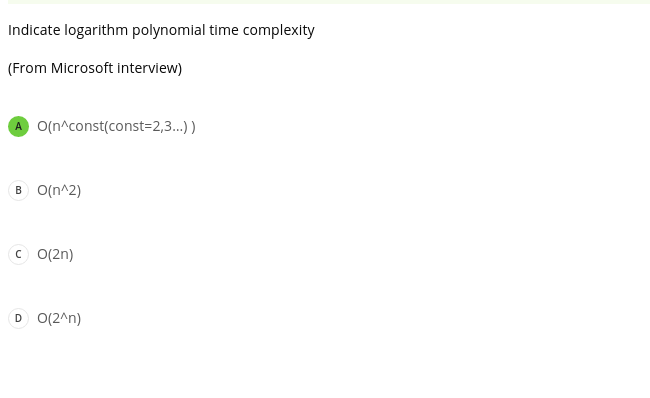 Indicate logarithm polynomial time complexity
(From Microsoft interview)
A O(n^const(const=2,3...) )
B O(n^2)
C O(2n)
D O(2^n)